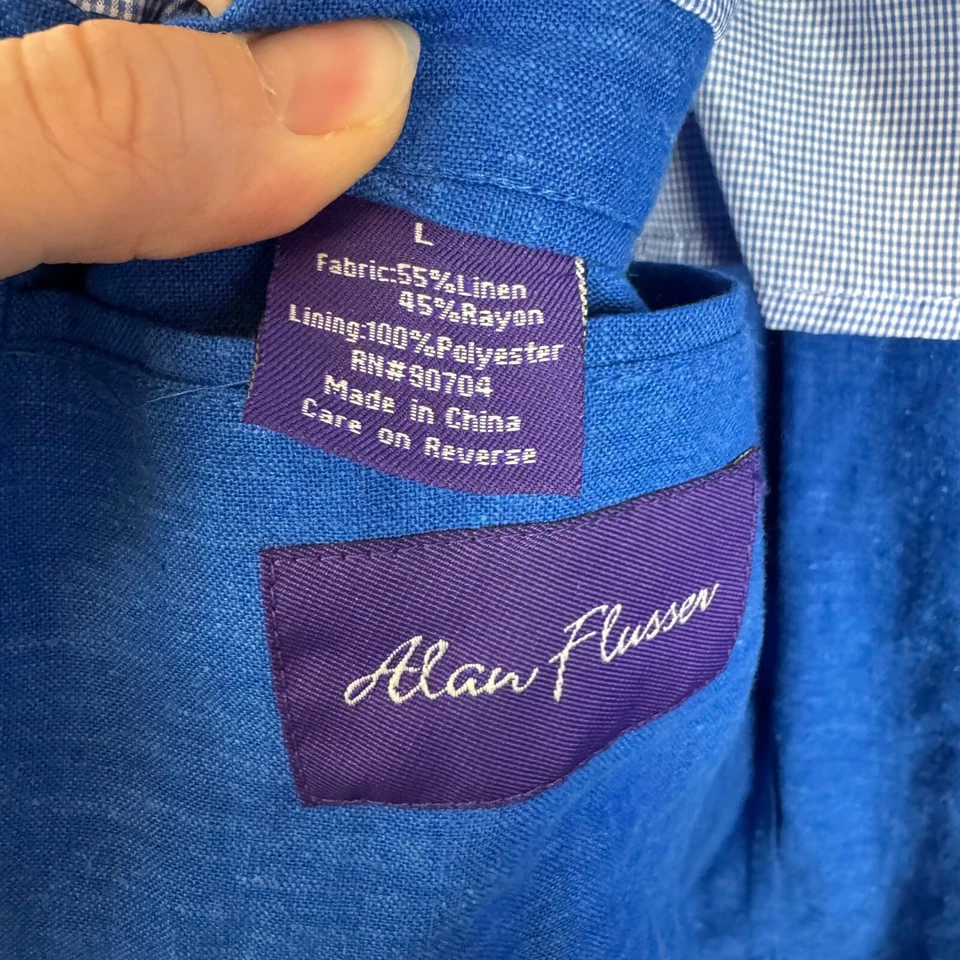 L
Fabric:55%Linen
45%Rayon
Lining:100%Polyester
RN#90704
Made in China
Care on Reverse
Alan Flusser